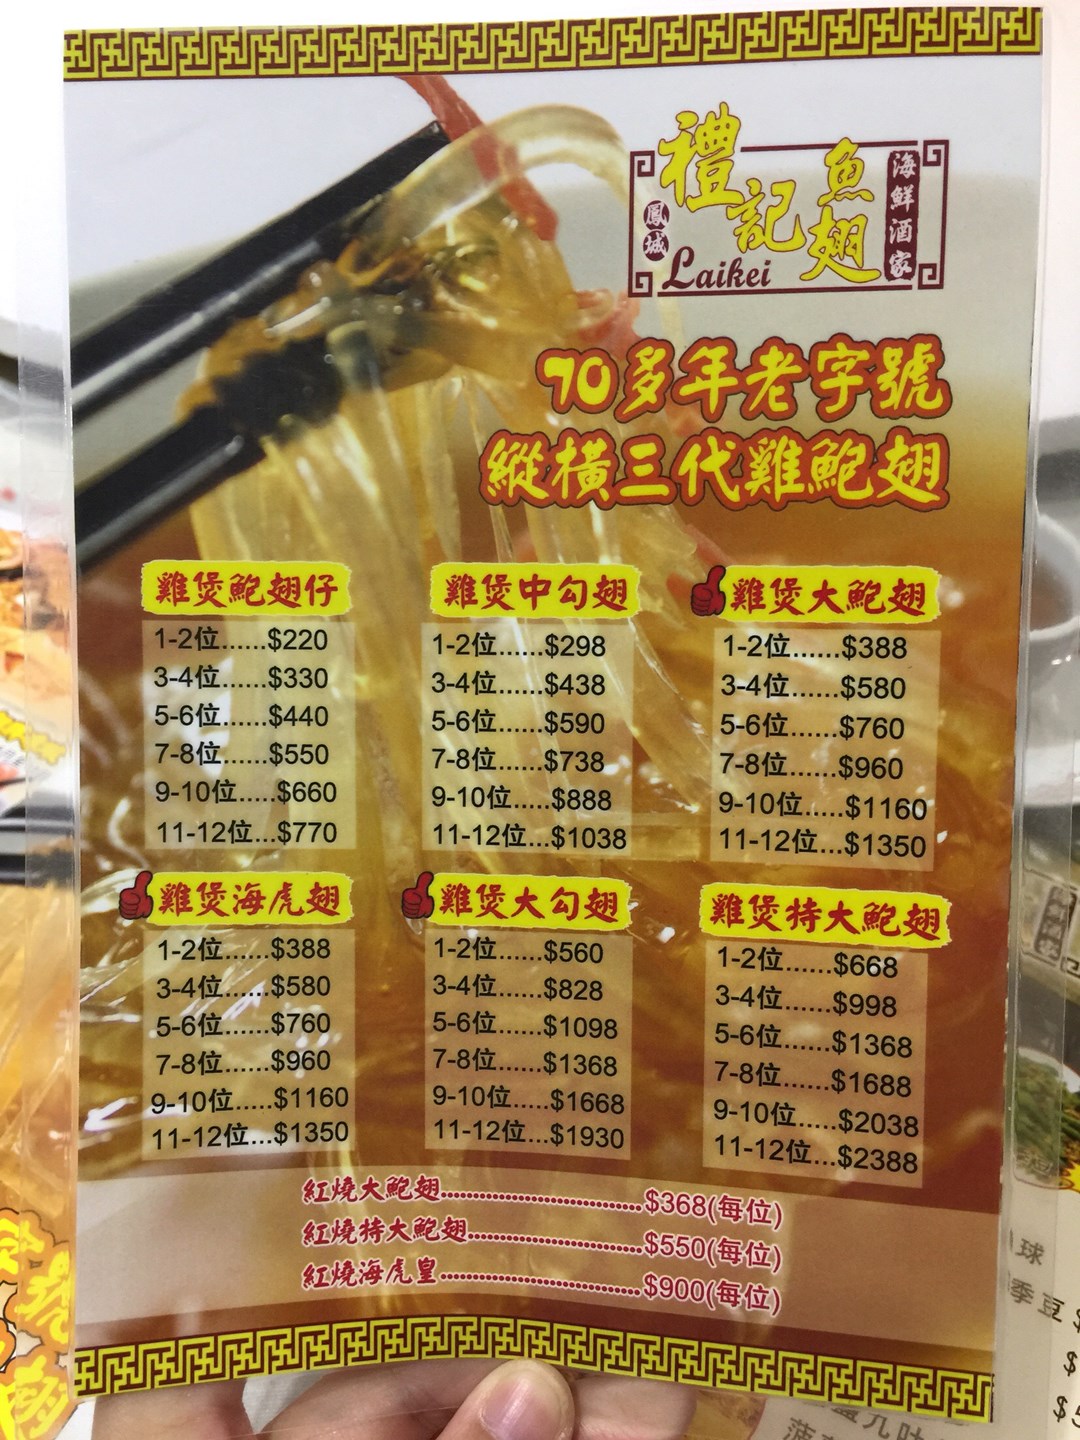 禮記魚翅
鳳城
海鮮酒家
Laikei
70多年老字號
縱橫三代雞鮑翅
雞煲鮑翅仔
1-2位......$220
3-4位......$330
5-6位......$440
7-8位......$550
9-10位.....$660
11-12位...$770
雞煲中勾翅
1-2位......$298
3-4位......$438
5-6位......$590
7-8位......$738
9-10位.....$888
11-12位...$1038
雞煲大鮑翅
1-2位......$388
3-4位......$580
5-6位......$760
7-8位......$960
9-10位.....$1160
11-12位...$1350
雞煲海虎翅
1-2位......$388
3-4位......$580
5-6位......$760
7-8位......$960
9-10位.....$1160
11-12位...$1350
雞煲大勾翅
1-2位......$560
3-4位......$828
5-6位......$1098
7-8位......$1368
9-10位.....$1668
11-12位...$1930
雞煲特大鮑翅
1-2位......$668
3-4位......$998
5-6位......$1368
7-8位......$1688
9-10位.....$2038
11-12位...$2388
紅燒大鮑翅..............................$368(每位)
紅燒特大鮑翅..........................$550(每位)
紅燒海虎皇..............................$900(每位)
球
季豆
$
$